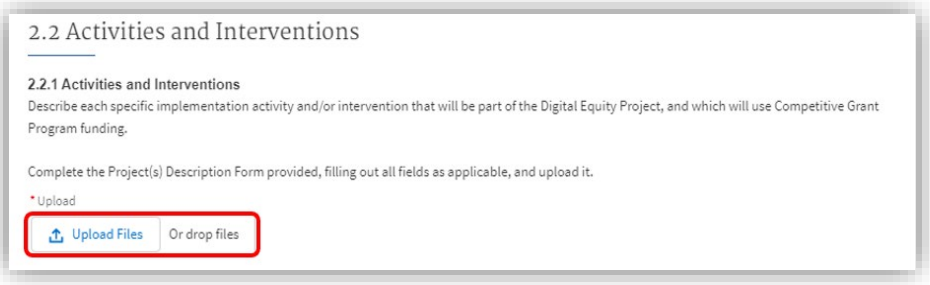 2.2 Activities and Interventions
2.2.1 Activities and Interventions
Describe each specific implementation activity and/or intervention that will be part of the Digital Equity Project, and which will use Competitive Grant
Program funding.
Complete the Project(s) Description Form provided, filling out all fields as applicable, and upload it.
* Upload
Upload Files Or drop files